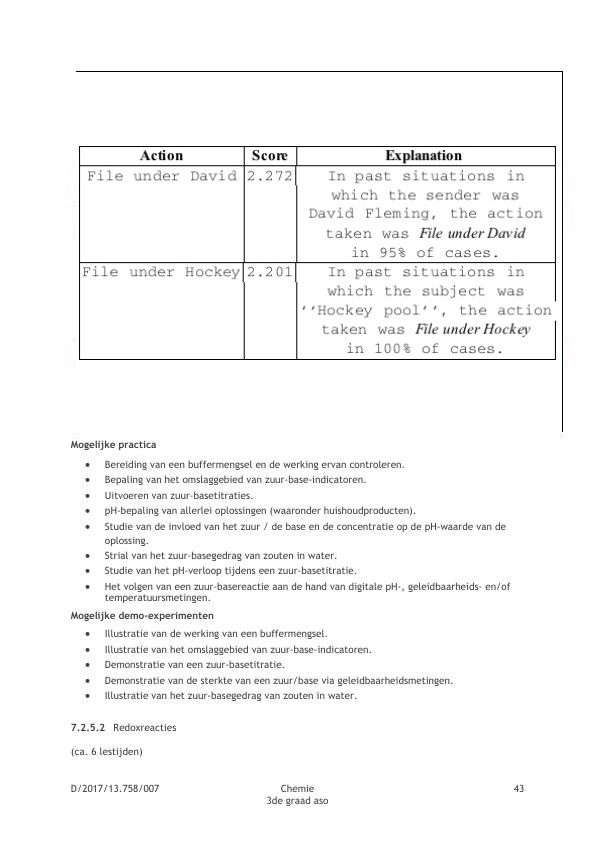 Action Score Explanation
File under David 2.272 In past situations in
which the sender was
David Fleming, the action
taken was File under David
in 95% of cases.
File under Hockey 2.201 In past situations in
which the subject was
‘‘Hockey pool’’, the action
taken was File under Hockey
in 100% of cases.
Mogelijke practica
• Bereiding van een buffermengsel en de werking ervan controleren.
• Bepaling van het omslaggebied van zuur-base-indicatoren.
• Uitvoeren van zuur-basetitraties.
• pH-bepaling van allerlei oplossingen (waaronder huishoudproducten).
• Studie van de invloed van het zuur / de base en de concentratie op de pH-waarde van de
oplossing.
• Strial van het zuur-basegedrag van zouten in water.
• Studie van het pH-verloop tijdens een zuur-basetitratie.
• Het volgen van een zuur-basereactie aan de hand van digitale pH-, geleidbaarheids- en/of
temperatuursmetingen.
Mogelijke demo-experimenten
• Illustratie van de werking van een buffermengsel.
• Illustratie van het omslaggebied van zuur-base-indicatoren.
• Demonstratie van een zuur-basetitratie.
• Demonstratie van de sterkte van een zuur/base via geleidbaarheidsmetingen.
• Illustratie van het zuur-basegedrag van zouten in water.
7.2.5.2 Redoxreacties
(ca. 6 lestijden)
D/2017/13.758/007 Chemie 43
3de graad aso